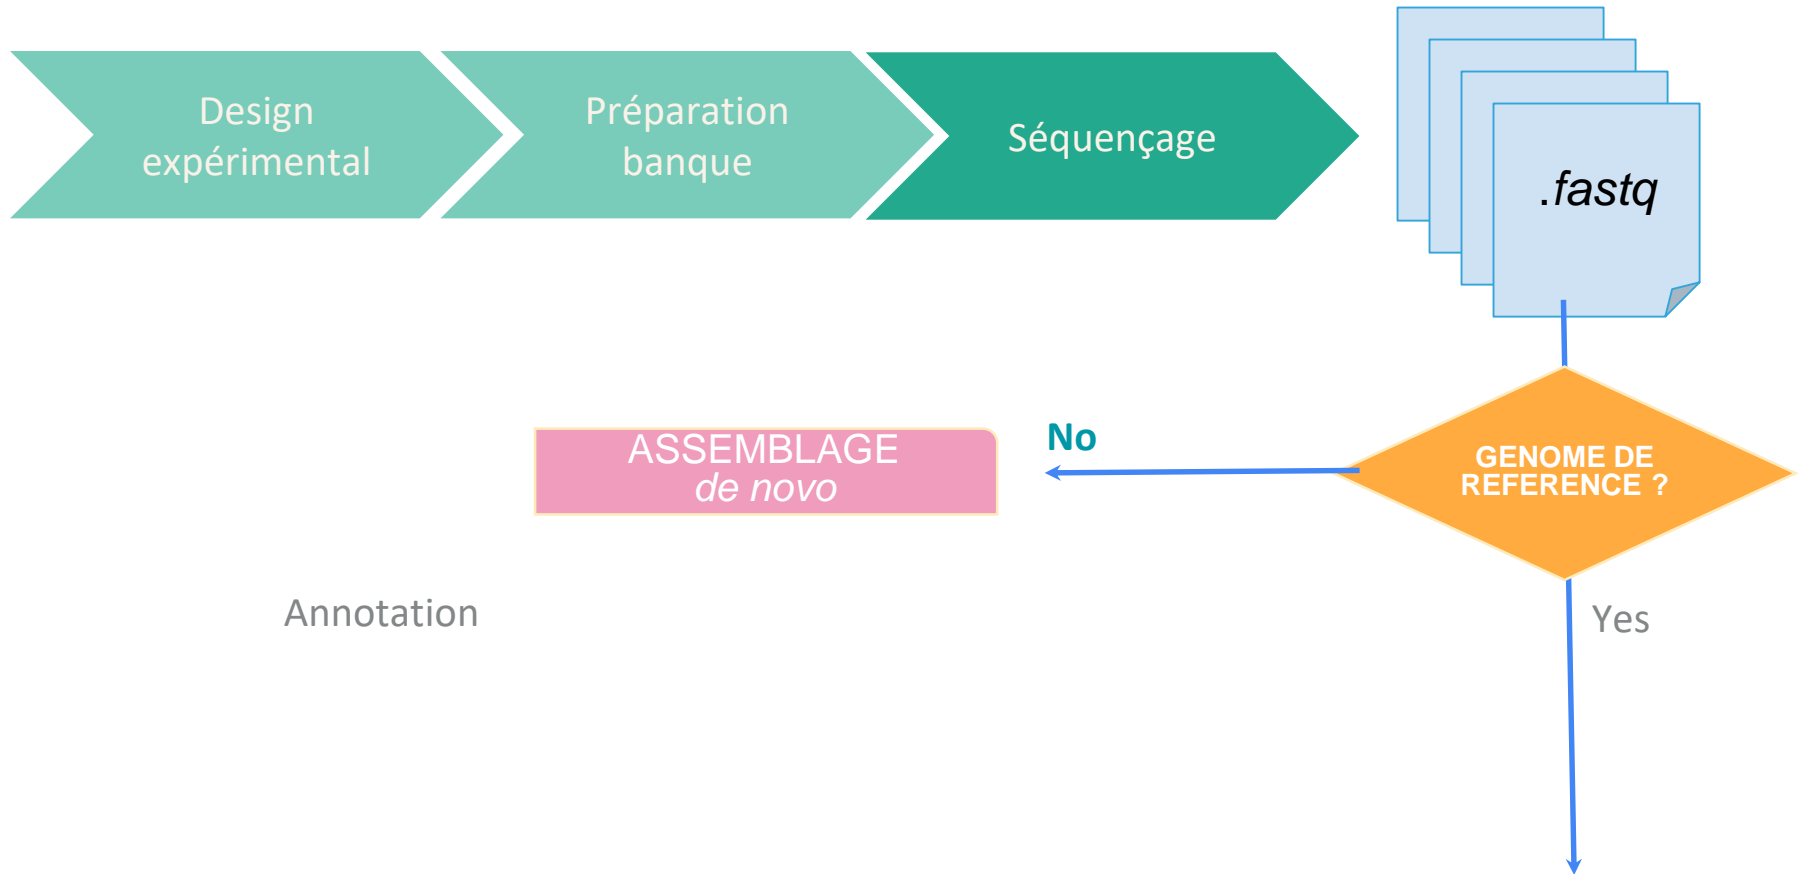 Design
expérimental
Préparation
banque
Séquençage
.fastq
No
ASSEMBLAGE
de novo
GENOME DE
REFERENCE ?
Annotation
Yes